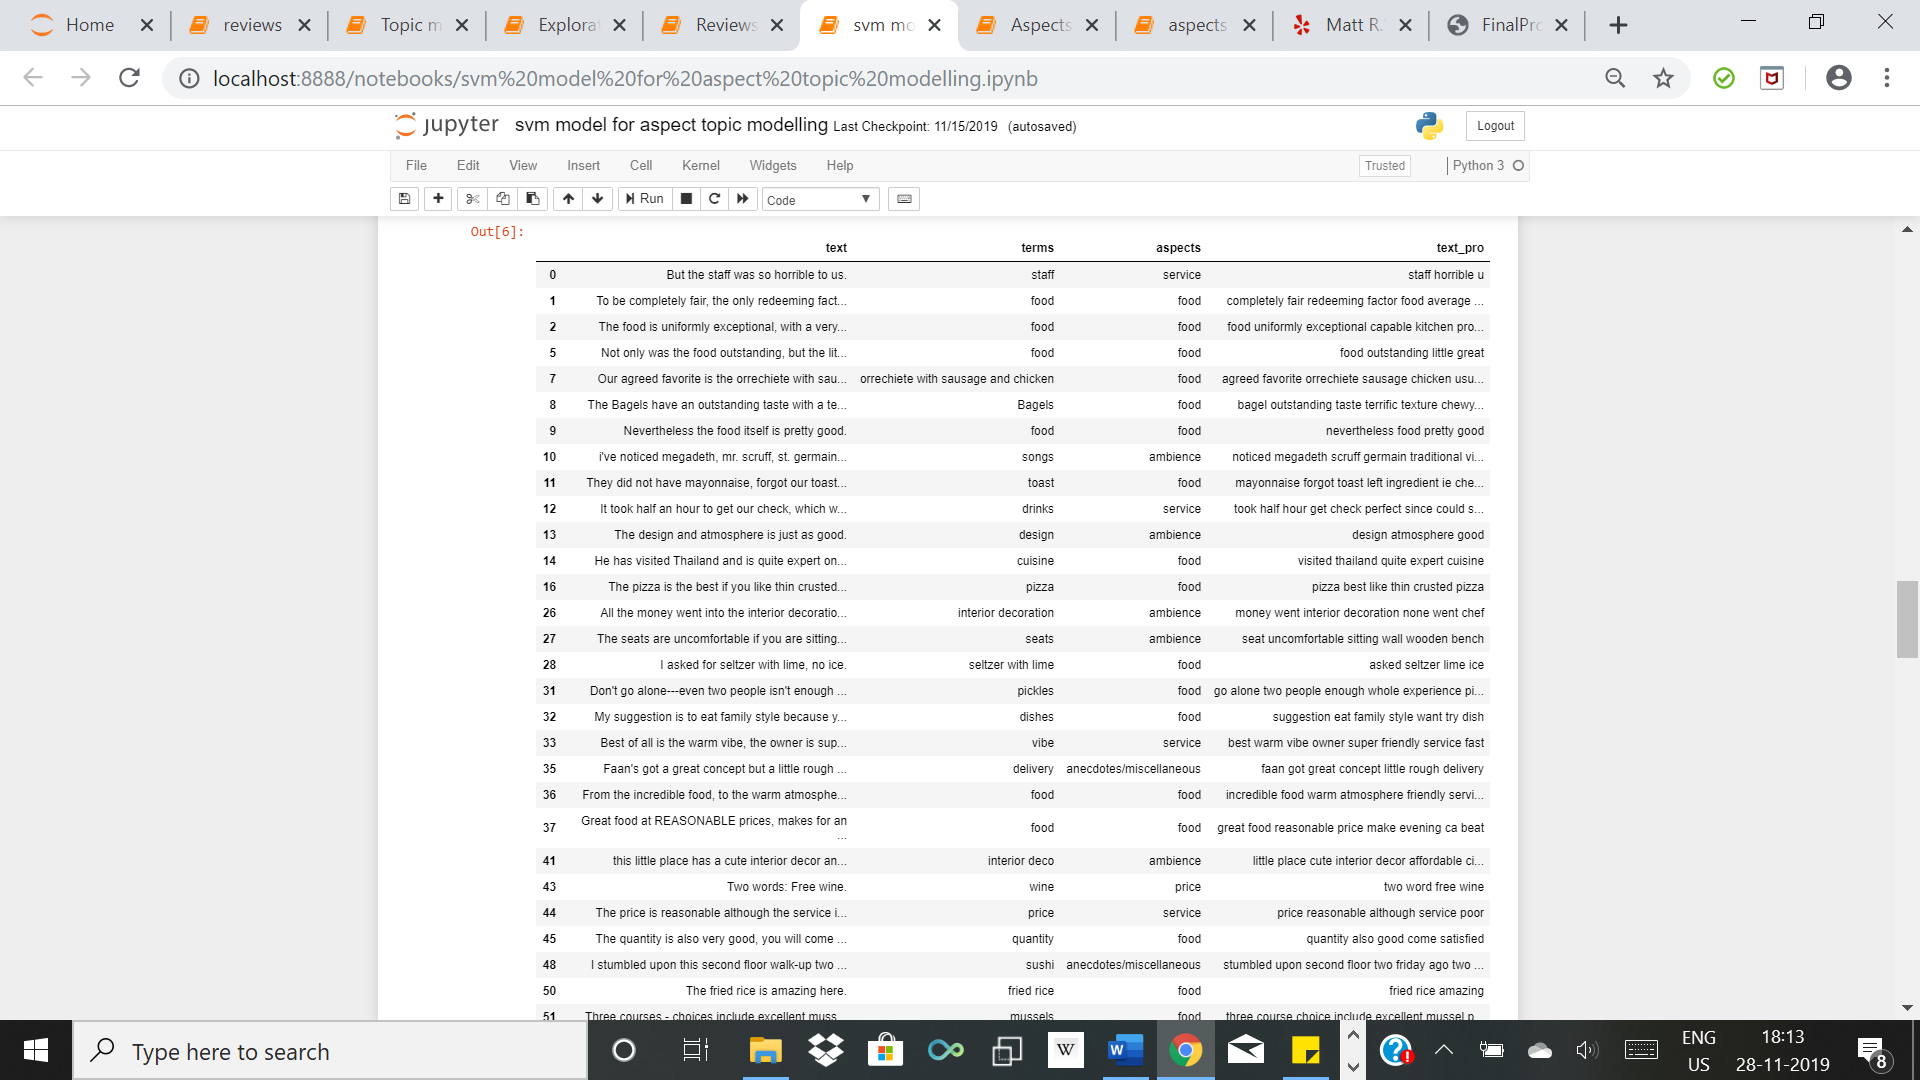 Home reviews Topic m Explora Reviews svm mo Aspects aspects Matt R. FinalPro
localhost:8888/notebooks/svm%20model%20for%20aspect%20topic%20modelling.ipynb
jupyter svm model for aspect topic modelling Last Checkpoint: 11/15/2019 (autosaved) Logout
File Edit View Insert Cell Kernel Widgets Help Trusted Python 3
Run Code
Out[6]:
text terms aspects text_pro
0 But the staff was so horrible to us. staff service staff horrible u
1 To be completely fair, the only redeeming fact... food food completely fair redeeming factor food average ...
2 The food is uniformly exceptional, with a very... food food food uniformly exceptional capable kitchen pro...
5 Not only was the food outstanding, but the lit... food food food outstanding little great
7 Our agreed favorite is the orrechiete with sau... orrechiete with sausage and chicken food agreed favorite orrechiete sausage chicken usu...
8 The Bagels have an outstanding taste with a te... Bagels food bagel outstanding taste terrific texture chewy...
9 Nevertheless the food itself is pretty good. food food nevertheless food pretty good
10 i've noticed megadeth, mr. scruff, st. germain... songs ambience noticed megadeth scruff germain traditional vi...
11 They did not have mayonnaise, forgot our toast... toast food mayonnaise forgot toast left ingredient ie che...
12 It took half an hour to get our check, which w... drinks service took half hour get check perfect since could s...
13 The design and atmosphere is just as good. design ambience design atmosphere good
14 He has visited Thailand and is quite expert on... cuisine food visited thailand quite expert cuisine
16 The pizza is the best if you like thin crusted... pizza food pizza best like thin crusted pizza
26 All the money went into the interior decoratio... interior decoration ambience money went interior decoration none went chef
27 The seats are uncomfortable if you are sitting... seats ambience seat uncomfortable sitting wall wooden bench
28 I asked for seltzer with lime, no ice. seltzer with lime food asked seltzer lime ice
31 Don't go alone---even two people isn't enough ... pickles food go alone two people enough whole experience pi...
32 My suggestion is to eat family style because y... dishes food suggestion eat family style want try dish
33 Best of all is the warm vibe, the owner is sup... vibe service best warm vibe owner super friendly service fast
35 Faan's got a great concept but a little rough ... delivery anecdotes/miscellaneous faan got great concept little rough delivery
36 From the incredible food, to the warm atmosphe... food food incredible food warm atmosphere friendly servi...
37 Great food at REASONABLE prices, makes for an ... food food great food reasonable price make evening ca beat
41 this little place has a cute interior decor an... interior deco ambience little place cute interior decor affordable ci...
43 Two words: Free wine. wine price two word free wine
44 The price is reasonable although the service i... price service price reasonable although service poor
45 The quantity is also very good, you will come ... quantity food quantity also good come satisfied
48 I stumbled upon this second floor walk-up two ... sushi anecdotes/miscellaneous stumbled upon second floor two friday ago two ...
50 The fried rice is amazing here. fried rice food fried rice amazing
51 Three courses - choices include excellent muss... mussels food three course choice include excellent mussel p...
Type here to search W W ENG 18:13
US 28-11-2019 8